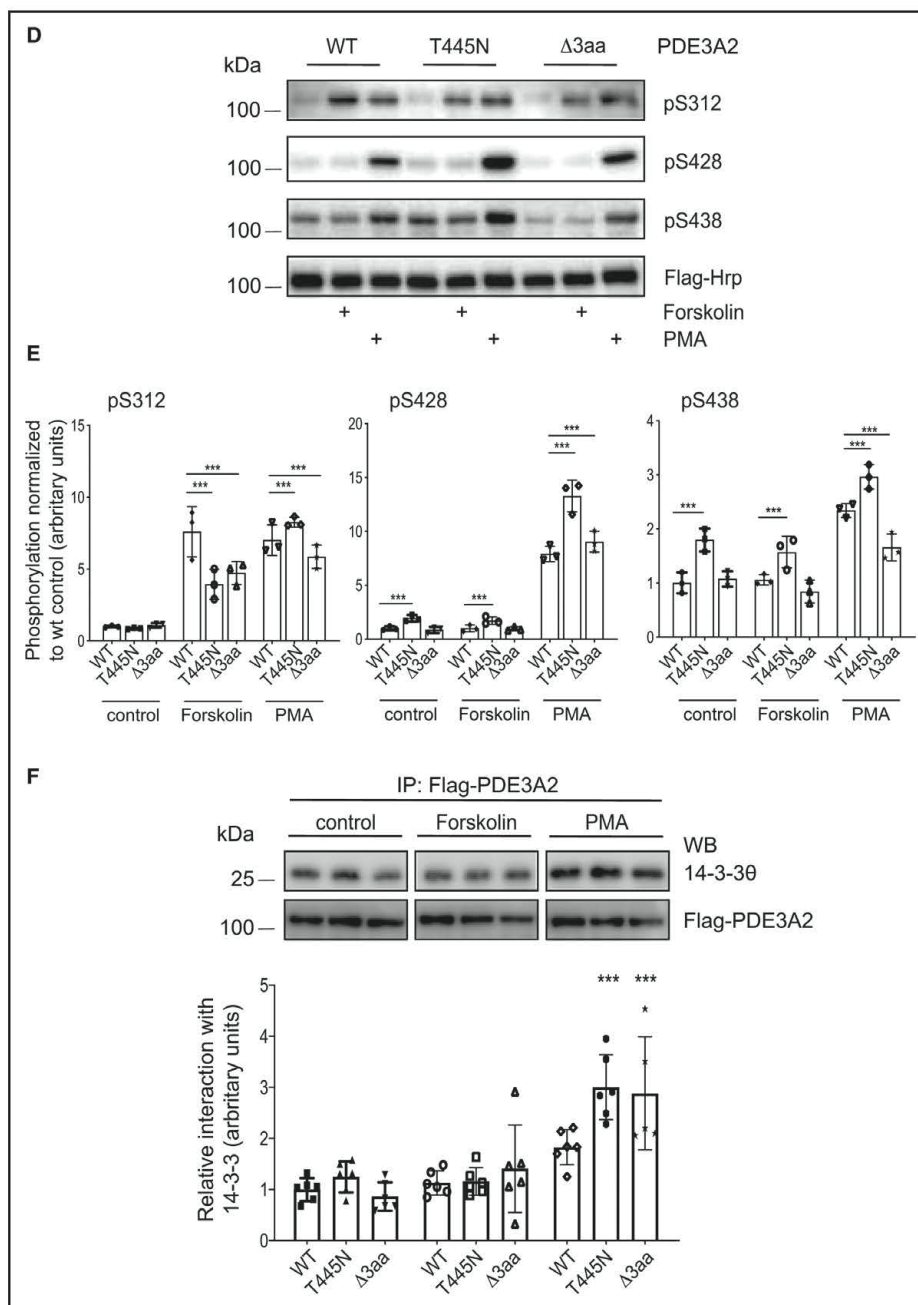 D
WT T445N Δ3aa PDE3A2
kDa
100 pS312
100 pS428
100 pS438
100 Flag-Hrp
+ + + Forskolin
+ + + PMA
E
Phosphorylation normalized
to wt control (arbritary units)
pS312
15
10
5
0
*** *** *** ***
WT T445N Δ3aa WT T445N Δ3aa WT T445N Δ3aa
control Forskolin PMA
pS428
20
15
10
5
0
*** *** *** ***
WT T445N Δ3aa WT T445N Δ3aa WT T445N Δ3aa
control Forskolin PMA
pS438
4
3
2
1
0
*** *** *** ***
WT T445N Δ3aa WT T445N Δ3aa WT T445N Δ3aa
control Forskolin PMA
F
IP: Flag-PDE3A2
kDa control Forskolin PMA WB
25 14-3-3θ
100 Flag-PDE3A2
Relative interaction with
14-3-3 (arbritary units)
5
4
3
2
1
0
*** ***
WT T445N Δ3aa WT T445N Δ3aa WT T445N Δ3aa